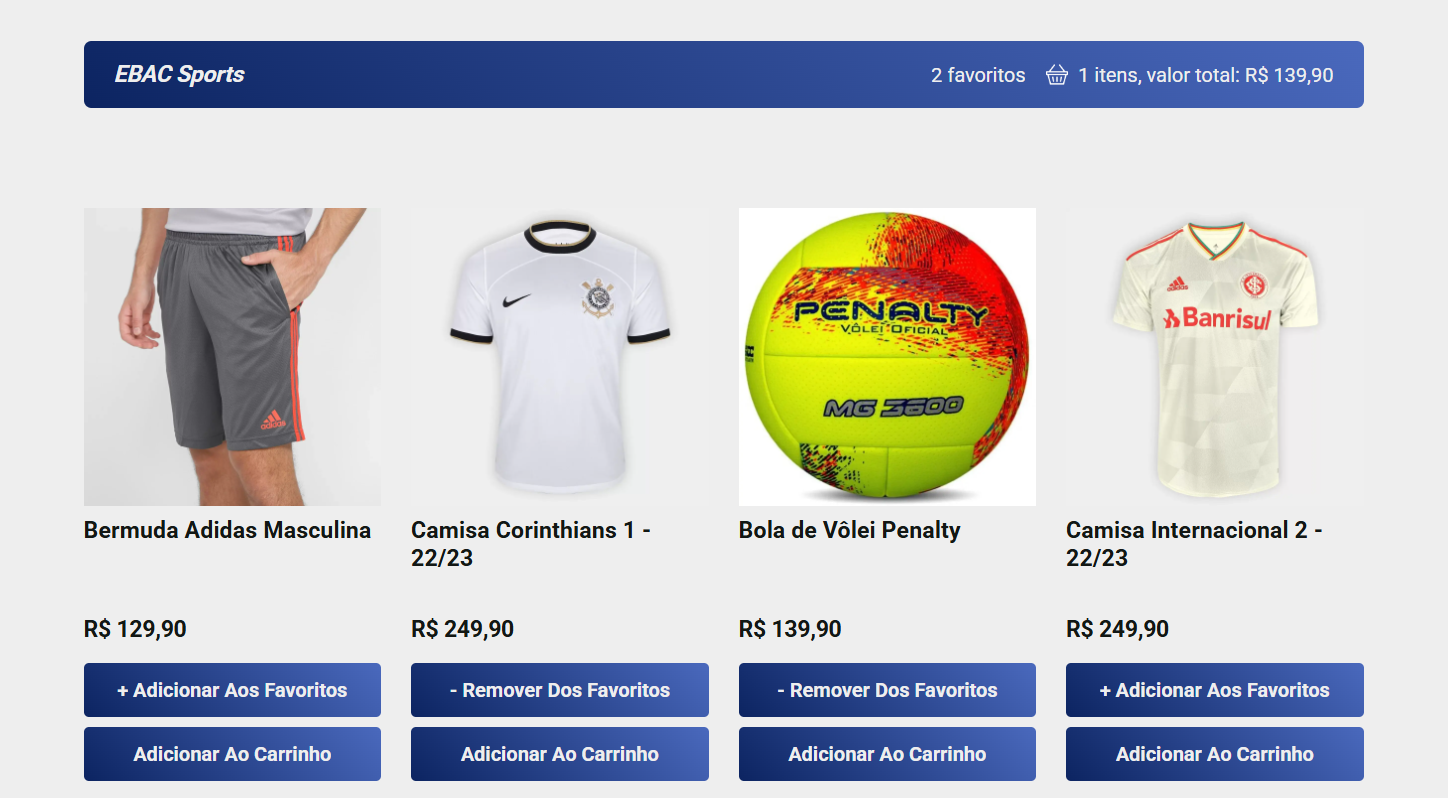 EBAC Sports
2 favoritos
1 itens, valor total: R$ 139,90
adidas
PENALTY
VÔLEI OFICIAL
MG 3600
adidas
Banrisul
Bermuda Adidas Masculina
Camisa Corinthians 1 -
22/23
Bola de Vôlei Penalty
Camisa Internacional 2 -
22/23
R$ 129,90
R$ 249,90
R$ 139,90
R$ 249,90
+ Adicionar Aos Favoritos
- Remover Dos Favoritos
- Remover Dos Favoritos
+ Adicionar Aos Favoritos
Adicionar Ao Carrinho
Adicionar Ao Carrinho
Adicionar Ao Carrinho
Adicionar Ao Carrinho